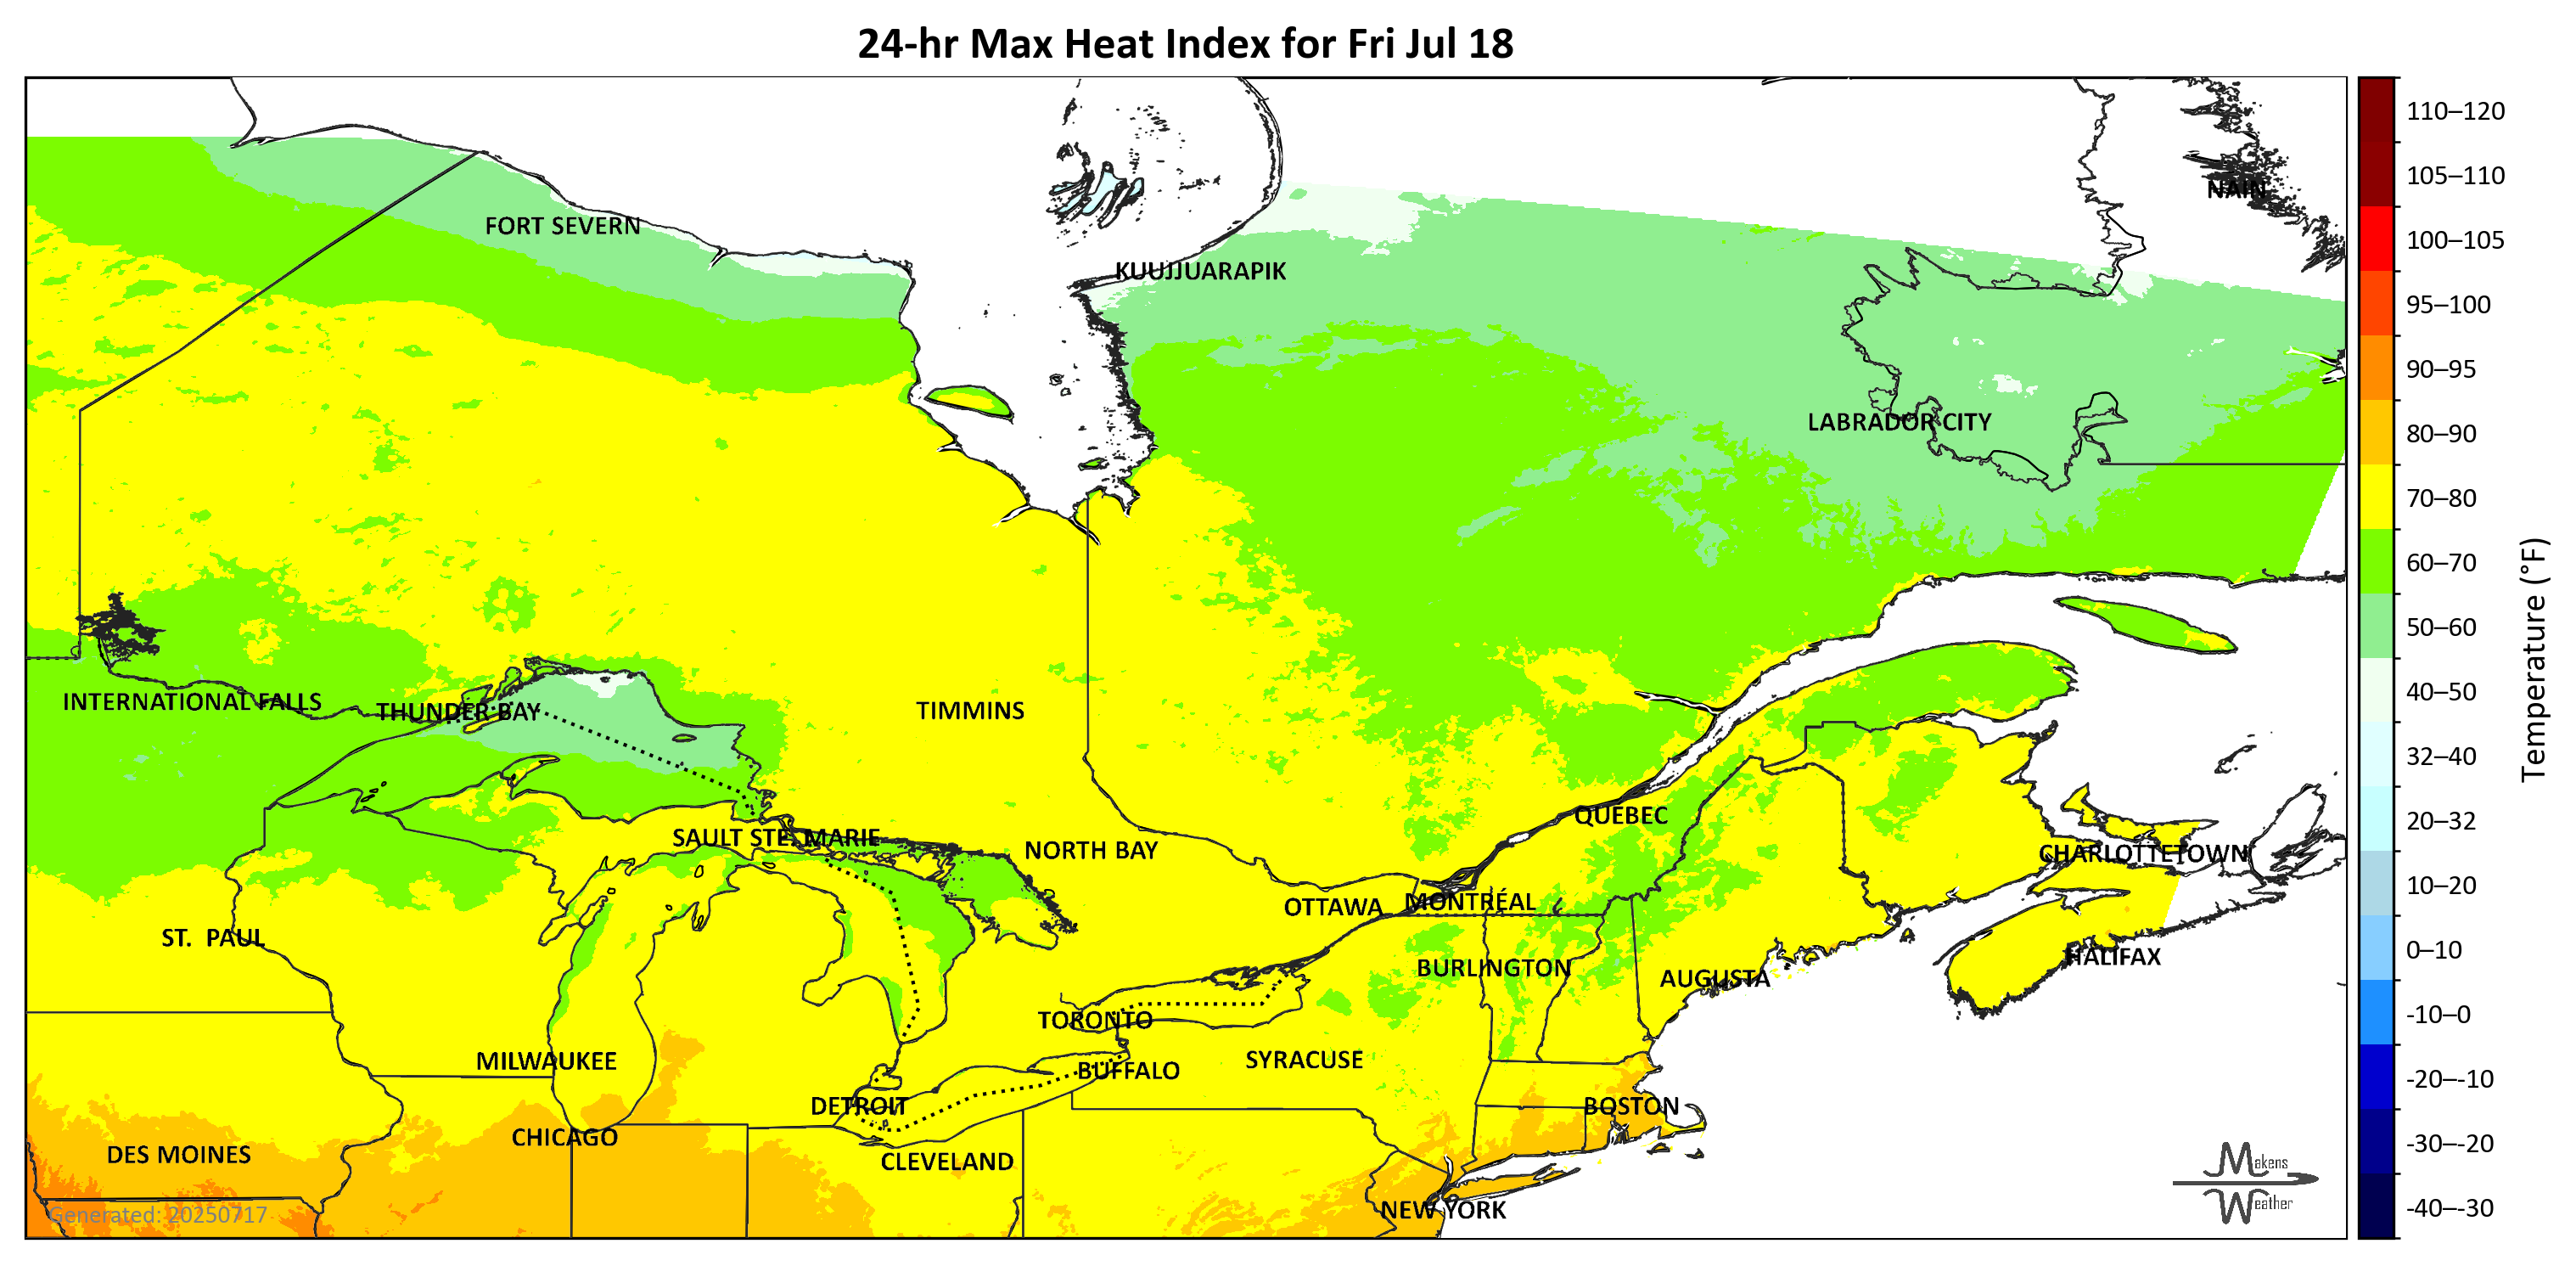 24-hr Max Heat Index for Fri Jul 18
NAIN
FORT SEVERN
KUUJJUARAPIK
LABRADOR CITY
INTERNATIONAL FALLS
THUNDER BAY
TIMMINS
QUÉBEC
SAULT STE. MARIE
NORTH BAY
CHARLOTTETOWN
OTTAWA
MONTRÉAL
ST. PAUL
HALIFAX
BURLINGTON
AUGUSTA
TORONTO
MILWAUKEE
SYRACUSE
BUFFALO
DETROIT
BOSTON
CHICAGO
DES MOINES
CLEVELAND
NEW YORK
Generated: 20250717
Makens
Weather
110–120
105–110
100–105
95–100
90–95
80–90
70–80
60–70
50–60
40–50
32–40
20–32
10–20
0–10
-10–0
-20–-10
-30–-20
-40–-30
Temperature (°F)